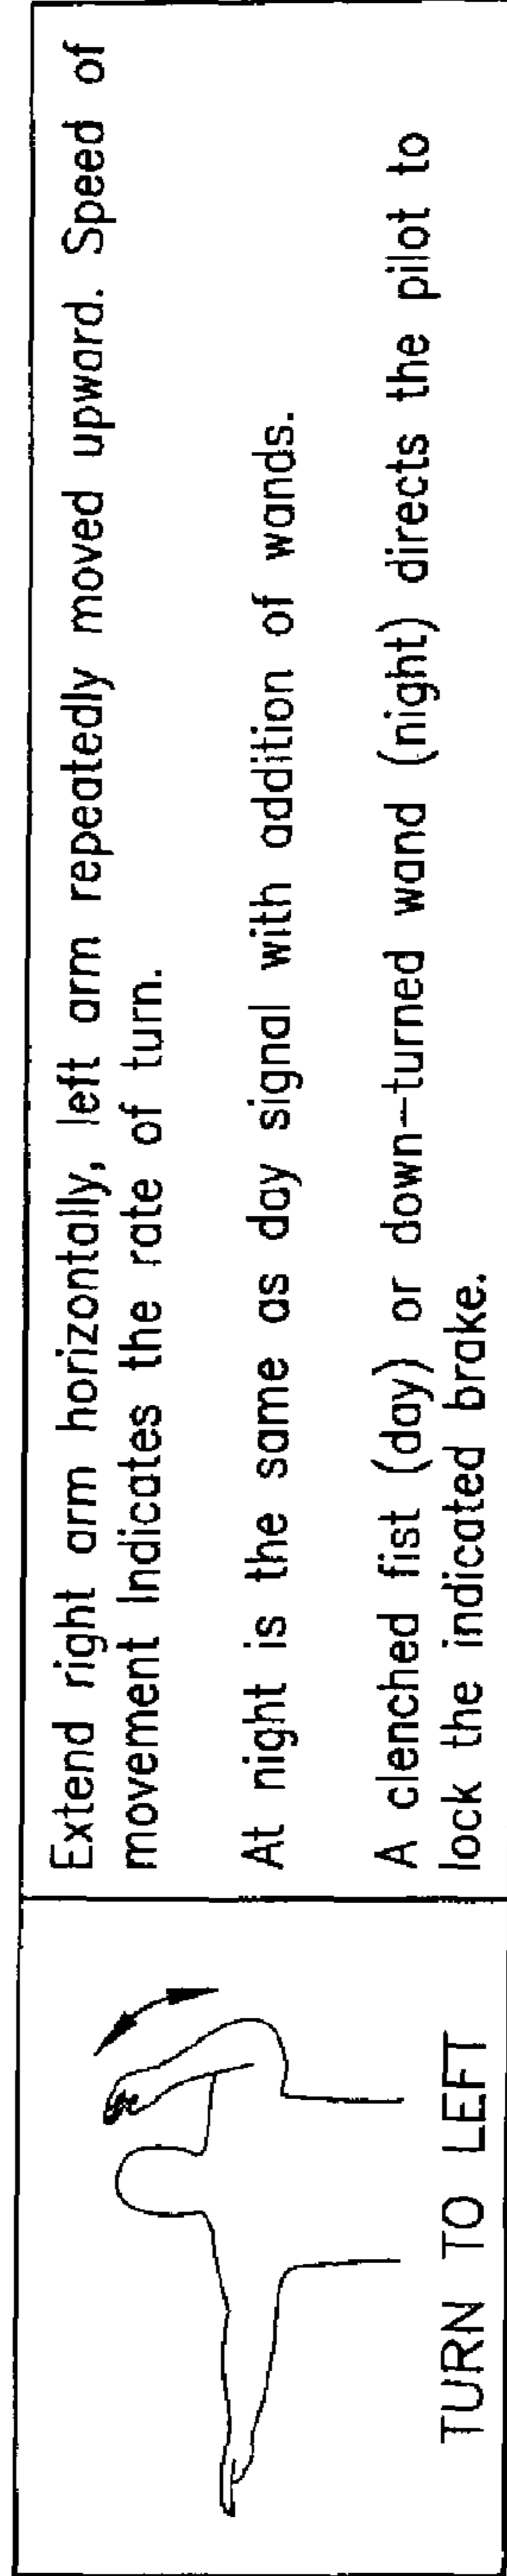 TURN TO LEFT
Extend right arm horizontally, left arm repeatedly moved upward. Speed of
movement Indicates the rate of turn.
At night is the same as day signal with addition of wands.
A clenched fist (day) or down-turned wand (night) directs the pilot to
lock the indicated brake.